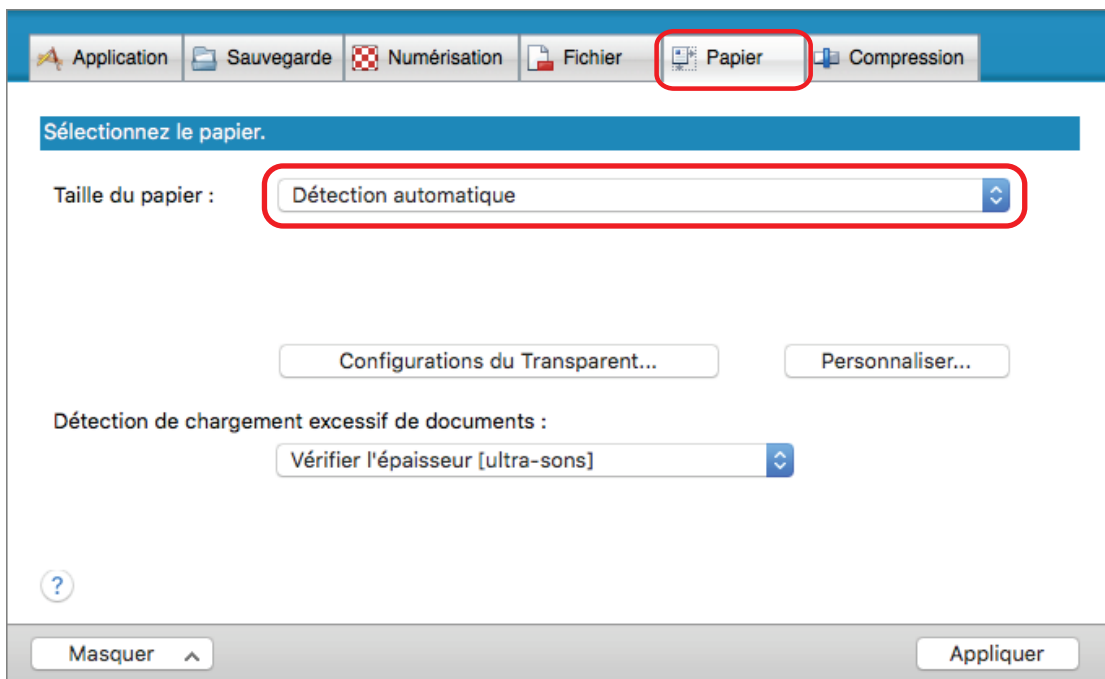 Application Sauvegarde Numérisation Fichier Papier Compression
Sélectionnez le papier.
Taille du papier : Détection automatique
Configurations du Transparent... Personnaliser...
Détection de chargement excessif de documents :
Vérifier l'épaisseur [ultra-sons]
?
Masquer Appliquer